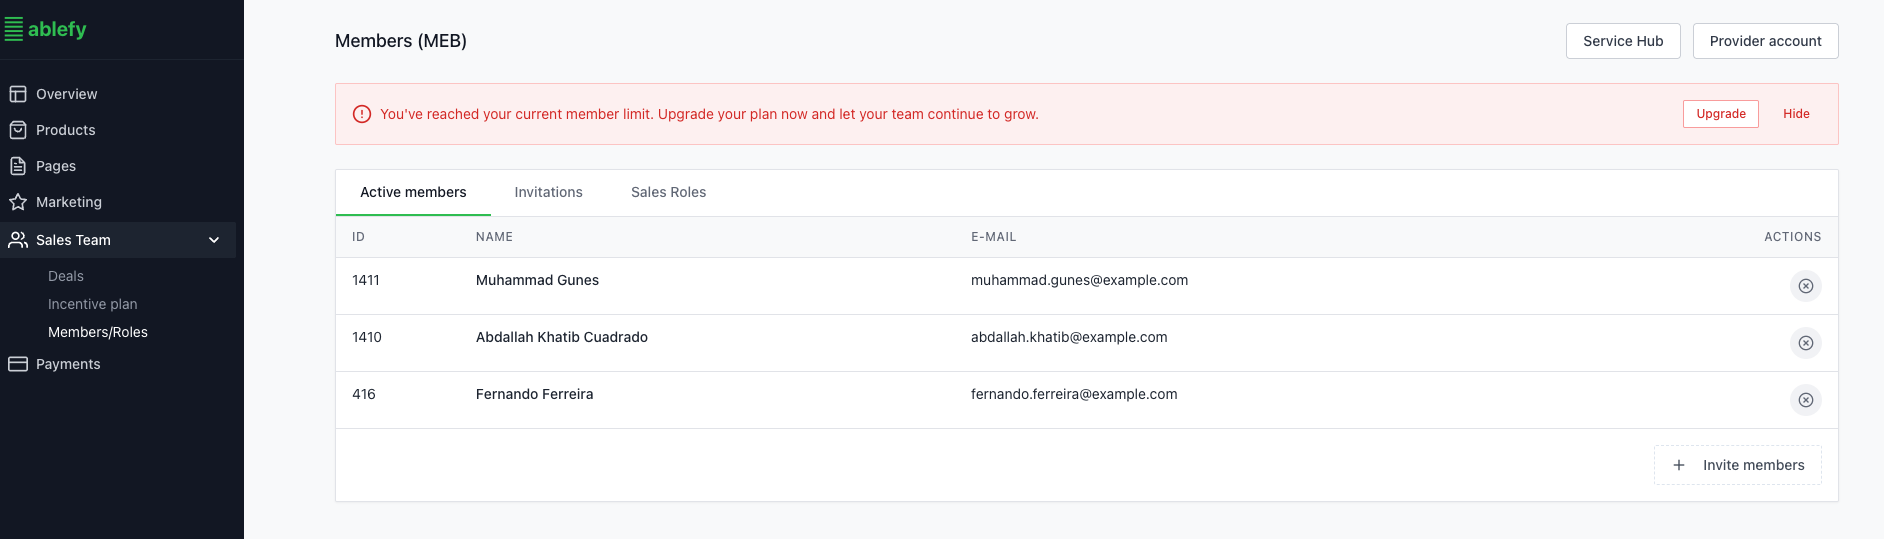 ablefy
Overview
Products
Pages
Marketing
Sales Team
Deals
Incentive plan
Members/Roles
Payments
Members (MEB)
Service Hub
Provider account
You've reached your current member limit. Upgrade your plan now and let your team continue to grow.
Upgrade
Hide
Active members
Invitations
Sales Roles
ID NAME E-MAIL ACTIONS
1411 Muhammad Gunes muhammad.gunes@example.com
1410 Abdallah Khatib Cuadrado abdallah.khatib@example.com
416 Fernando Ferreira fernando.ferreira@example.com
Invite members